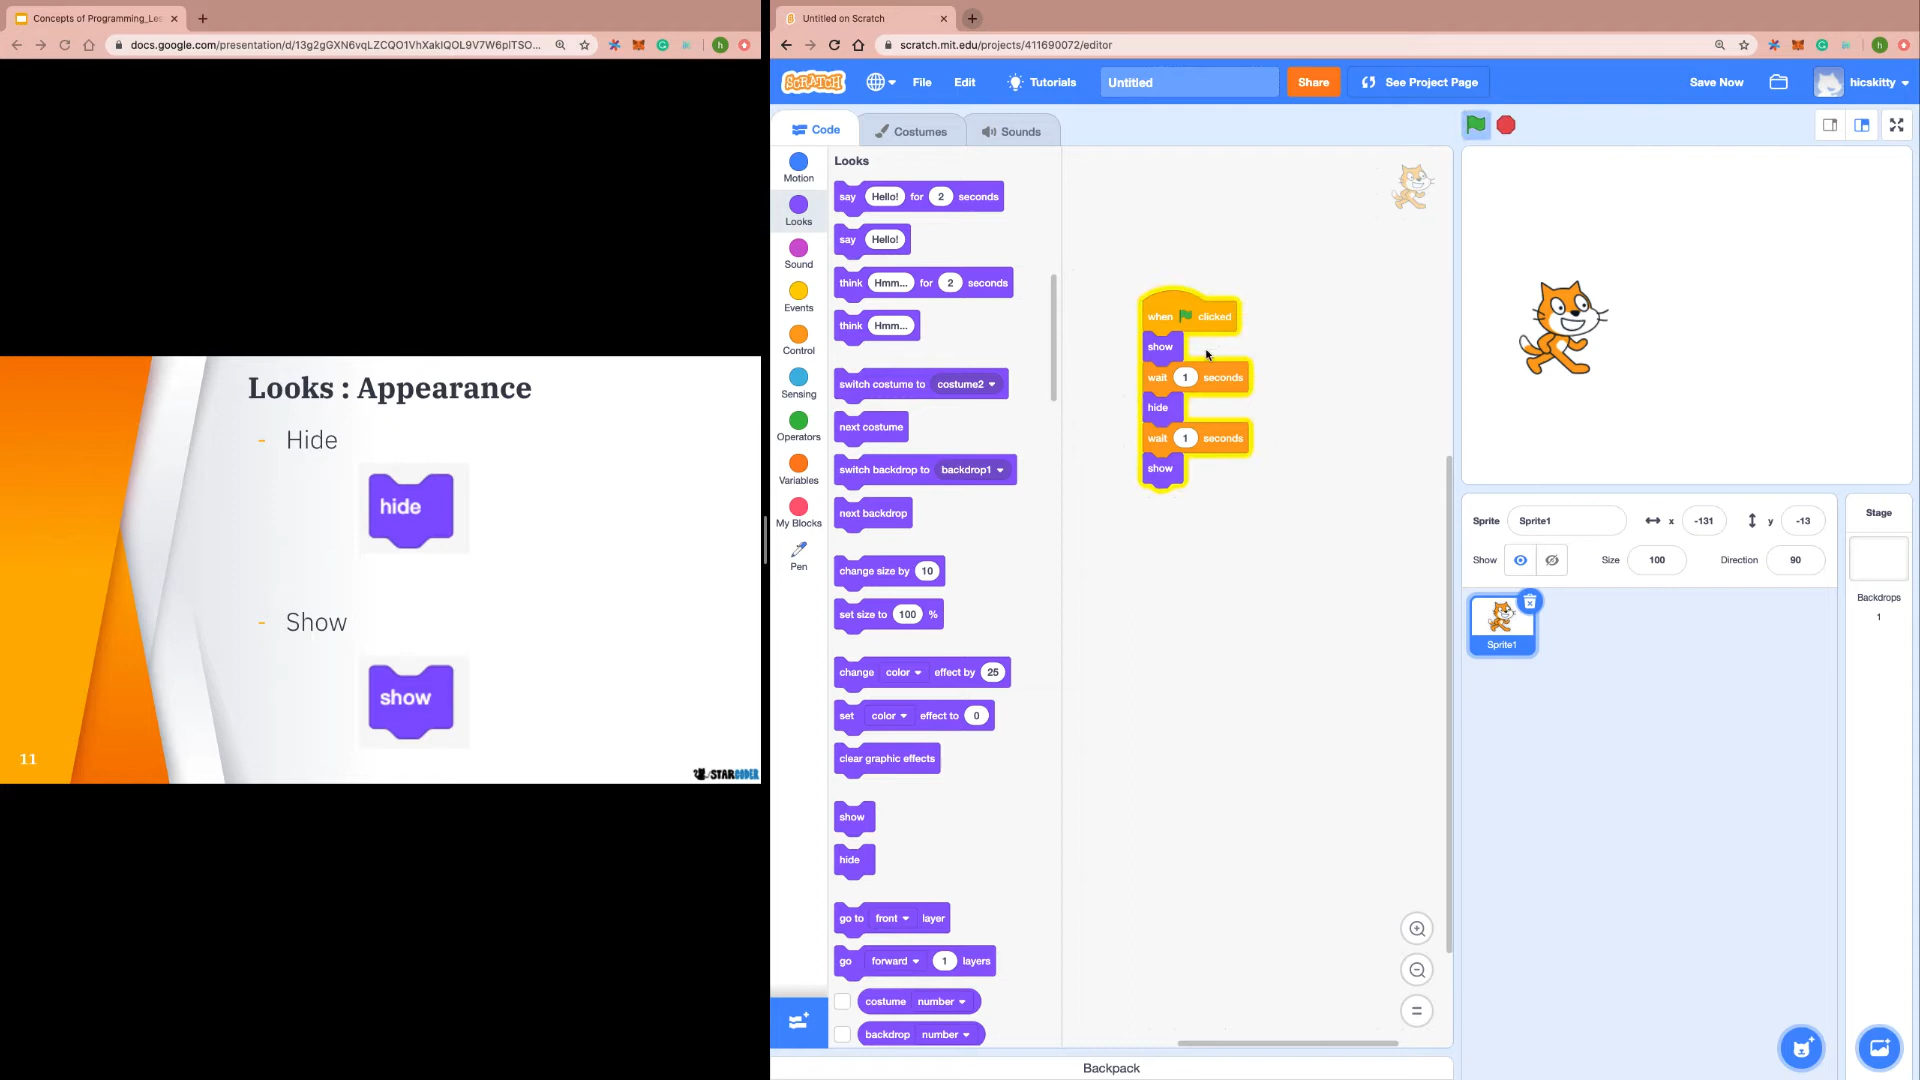 Concepts of Programming_Les
docs.google.com/presentation/d/13g2gGXN6vqLZCQO1VhXaklQOL9V7W6plTSO...
Looks : Appearance
- Hide
hide
- Show
show
11
STARCODER
Untitled on Scratch
scratch.mit.edu/projects/411690072/editor
SCRATCH
File
Edit
Tutorials
Untitled
Share
See Project Page
Save Now
hicskitty
Code
Costumes
Sounds
Motion
Looks
Sound
Events
Control
Sensing
Operators
Variables
My Blocks
Pen
Looks
say Hello! for 2 seconds
say Hello!
think Hmm... for 2 seconds
think Hmm...
switch costume to costume2
next costume
switch backdrop to backdrop1
next backdrop
change size by 10
set size to 100 %
change color effect by 25
set color effect to 0
clear graphic effects
show
hide
go to front layer
go forward 1 layers
costume number
backdrop number
when clicked
show
wait 1 seconds
hide
wait 1 seconds
show
Sprite Sprite1 x -131 y -13
Show Size 100 Direction 90
Sprite1
Stage
Backdrops
1
Backpack